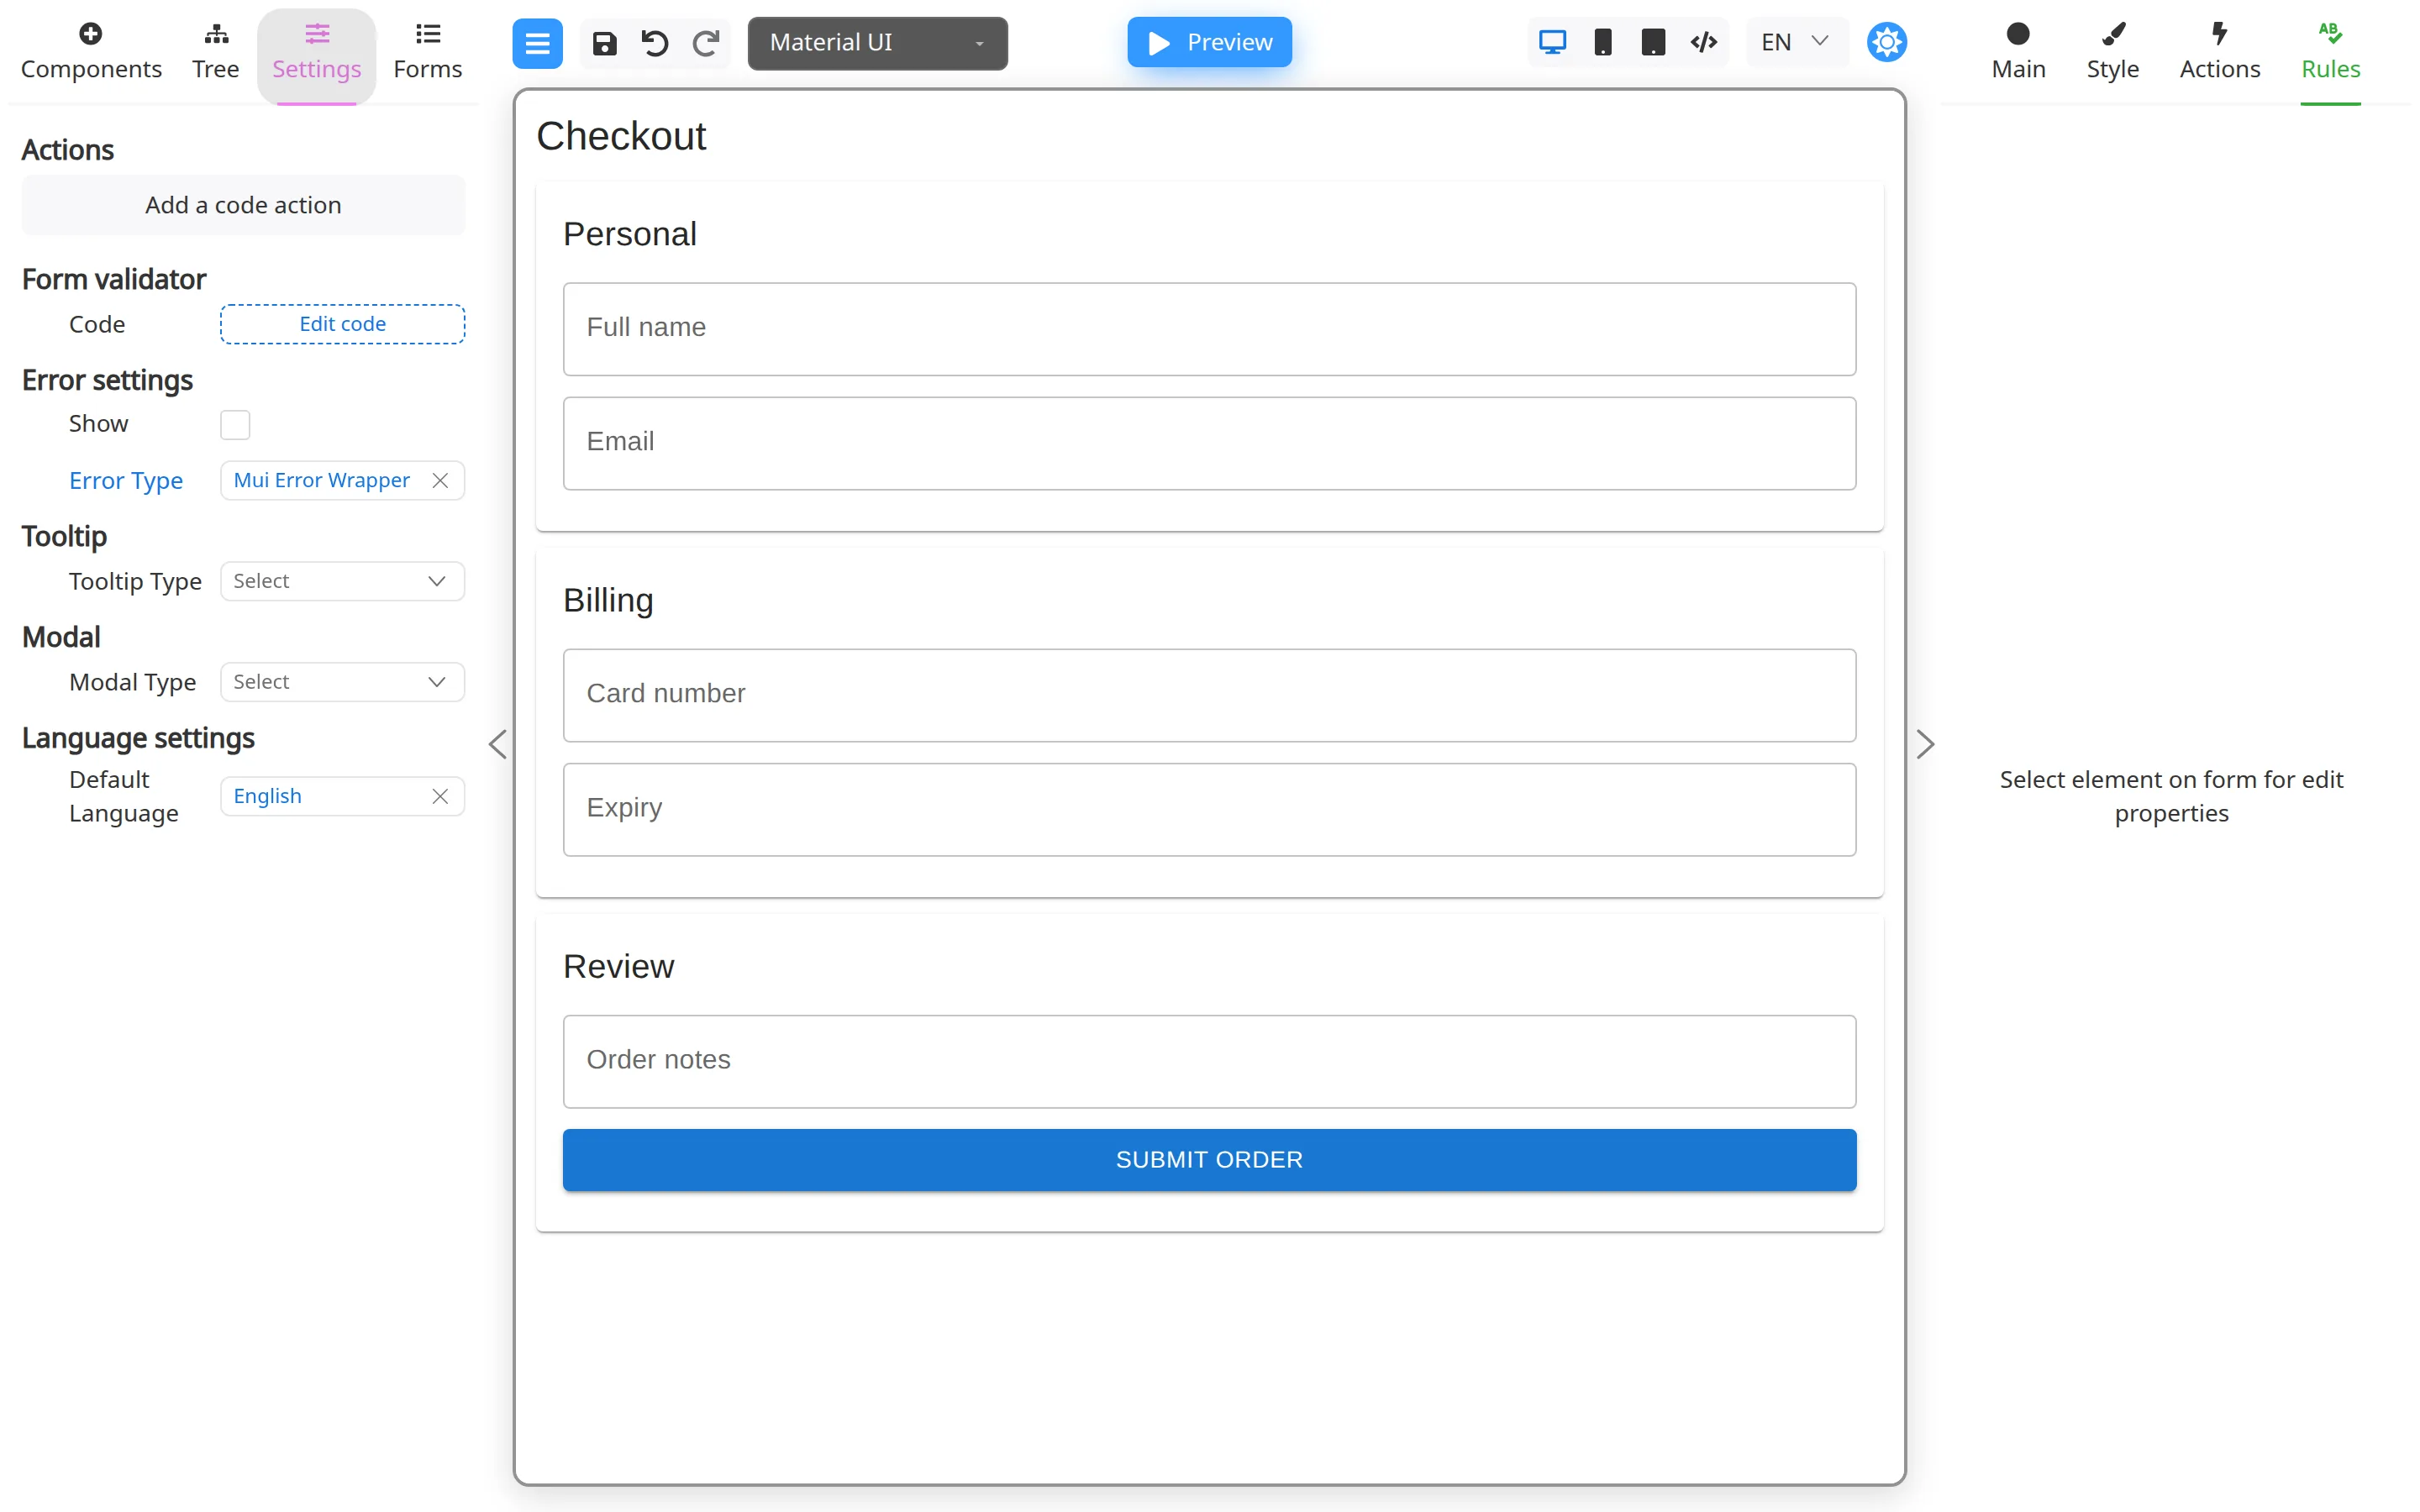 Components
Tree
Settings
Forms
Material UI
Preview
EN
Main
Style
Actions
AB
Rules
Actions
Add a code action
Form validator
Code
Edit code
Error settings
Show
Error Type
Mui Error Wrapper
Tooltip
Tooltip Type
Select
Modal
Modal Type
Select
Language settings
Default
Language
English
Checkout
Personal
Full name
Email
Billing
Card number
Expiry
Review
Order notes
SUBMIT ORDER
Select element on form for edit
properties